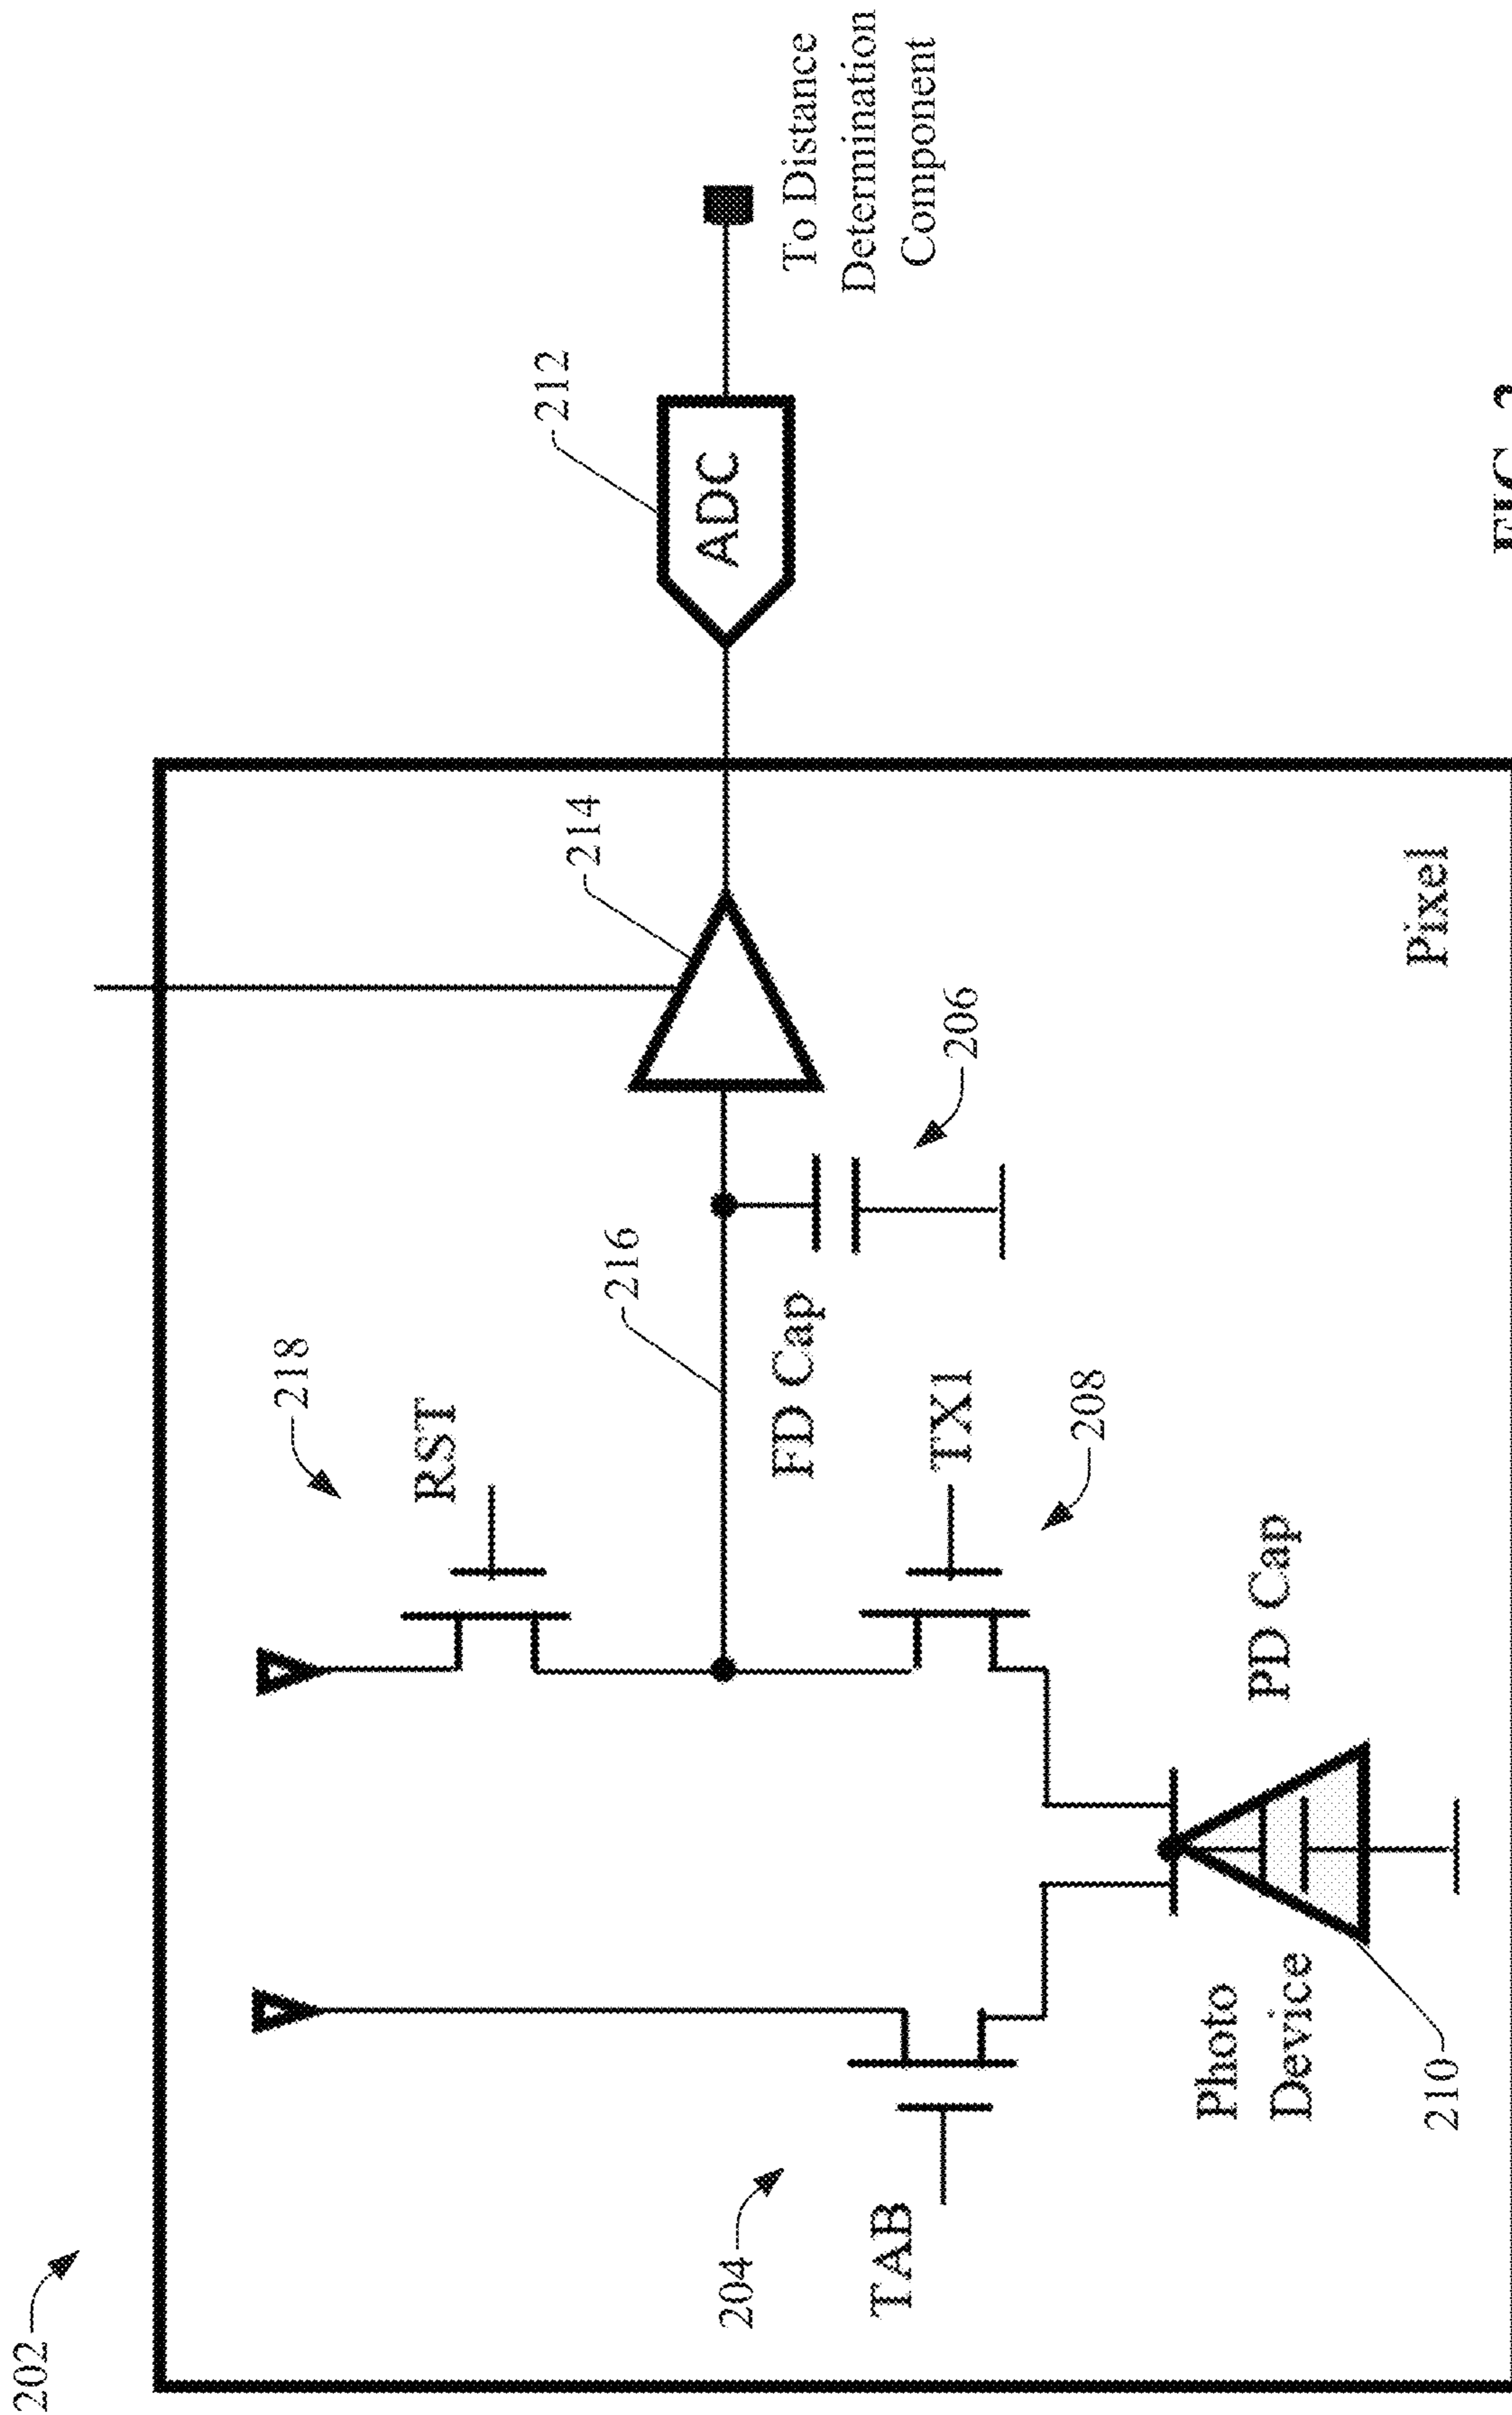 202
218
RST
216
214
212
ADC
To Distance
Determination
Component
204
TAB
FD Cap
206
TX1
208
Photo
Device
PD Cap
210
Pixel